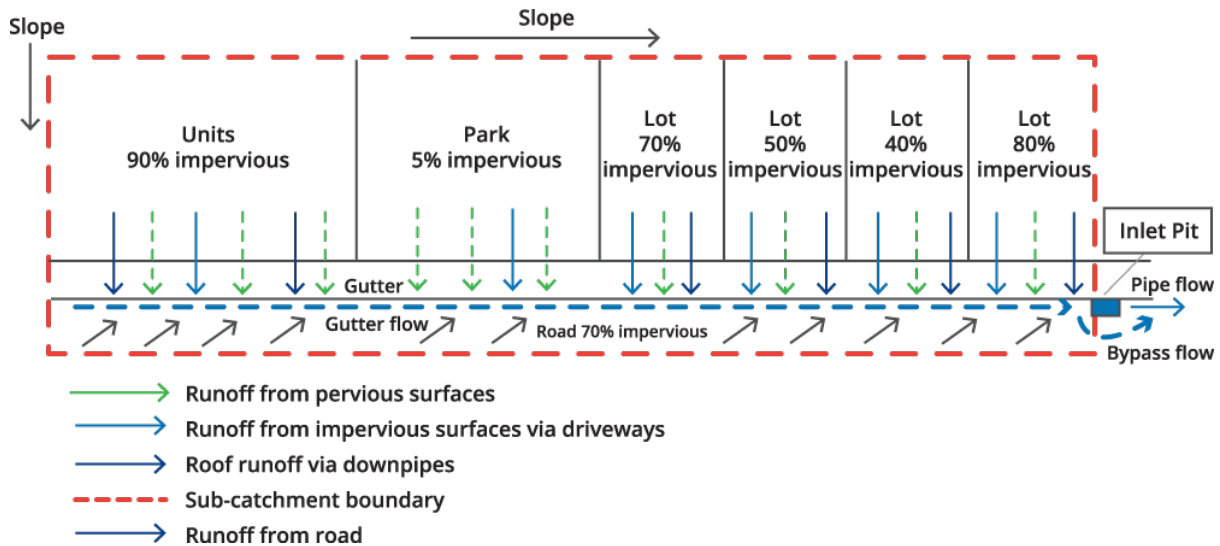 Slope
Slope
Units
90% impervious
Park
5% impervious
Lot
70%
impervious
Lot
50%
impervious
Lot
40%
impervious
Lot
80%
impervious
Inlet Pit
Gutter
Pipe flow
Gutter flow
Road 70% impervious
Bypass flow
Runoff from pervious surfaces
Runoff from impervious surfaces via driveways
Roof runoff via downpipes
Sub-catchment boundary
Runoff from road